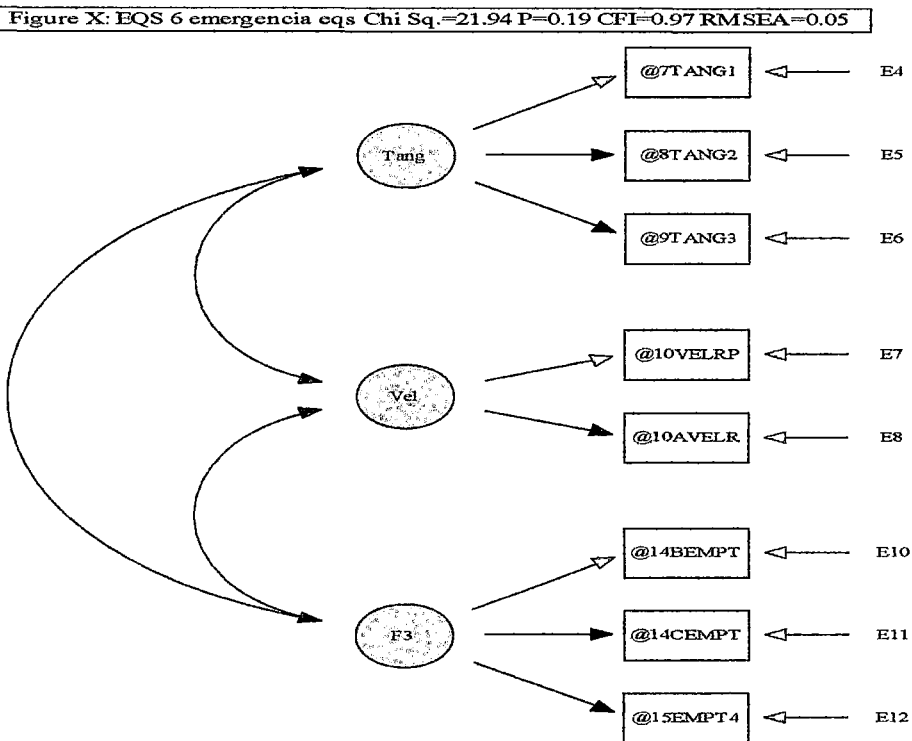 Figure X: EQS 6 emergencia eqs Chi Sq.=21.94 P=0.19 CFI=0.97 RMSEA=0.05
@7TANG1 E4
Tang @8TANG2 E5
@9TANG3 E6
@10VELRP E7
Vel
@10AVELR E8
@14BEMPT E10
F3 @14CEMPT E11
@15EMPT4 E12